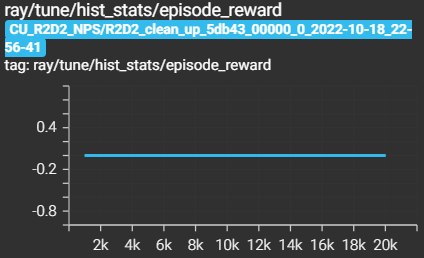 ray/tune/hist_stats/episode_reward
CU_R2D2_NPS/R2D2_clean_up_5db43_00000_0_2022-10-18_22-
56-41
tag: ray/tune/hist_stats/episode_reward
0.4
-0.2
-0.8
2k 4k 6k 8k 10k 12k 14k 16k 18k 20k